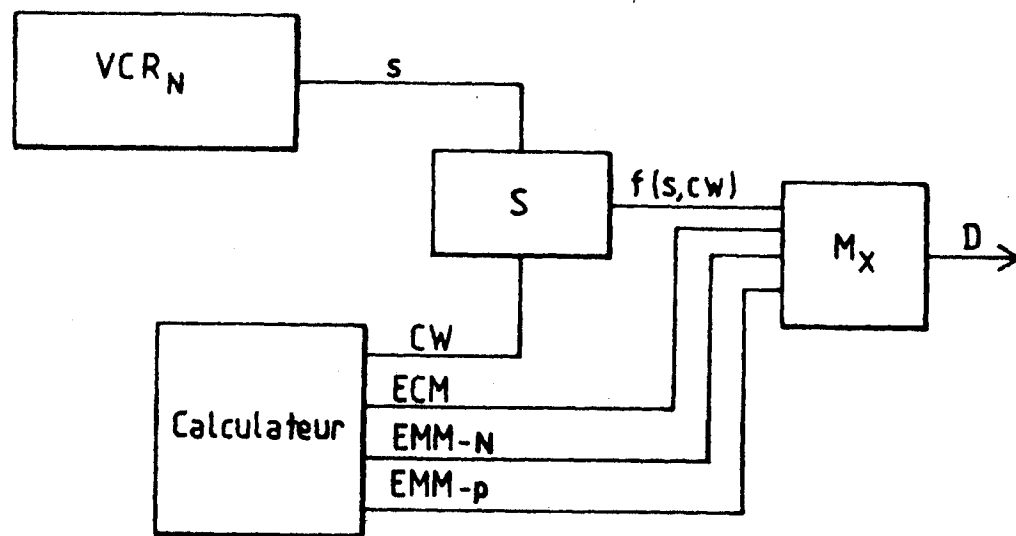 VCR_N
s
S
f(s,cw)
M_X
D
CW
ECM
Calculateur
EMM-N
EMM-p